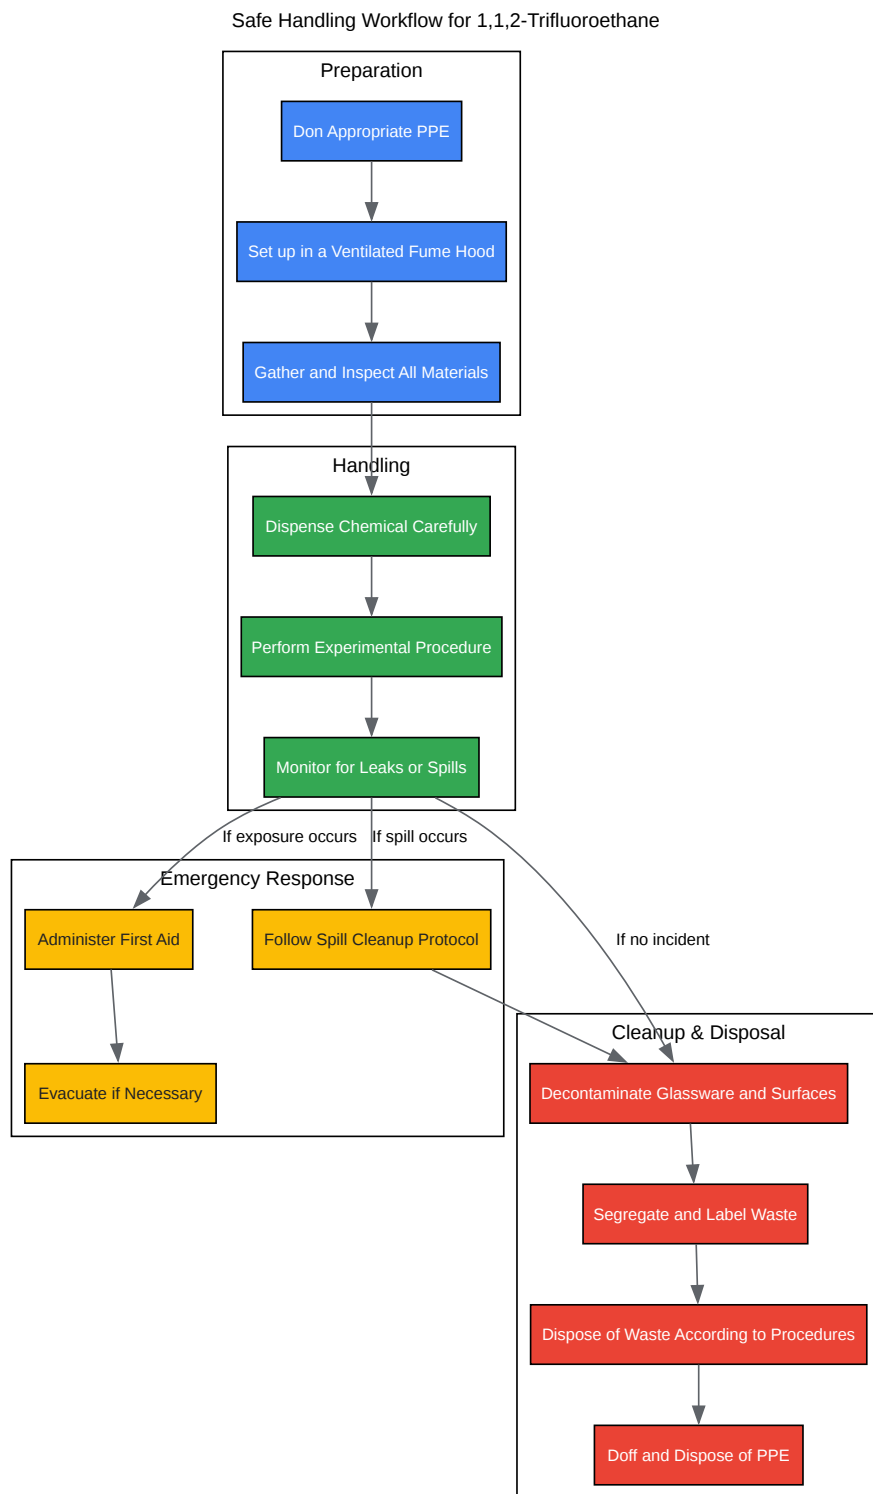 Safe Handling Workflow for 1,1,2-Trifluoroethane
Preparation
Don Appropriate PPE
Set up in a Ventilated Fume Hood
Gather and Inspect All Materials
Handling
Dispense Chemical Carefully
Perform Experimental Procedure
Monitor for Leaks or Spills
If exposure occurs
If spill occurs
Emergency Response
Administer First Aid
Follow Spill Cleanup Protocol
If no incident
Cleanup & Disposal
Evacuate if Necessary
Decontaminate Glassware and Surfaces
Segregate and Label Waste
Dispose of Waste According to Procedures
Doff and Dispose of PPE